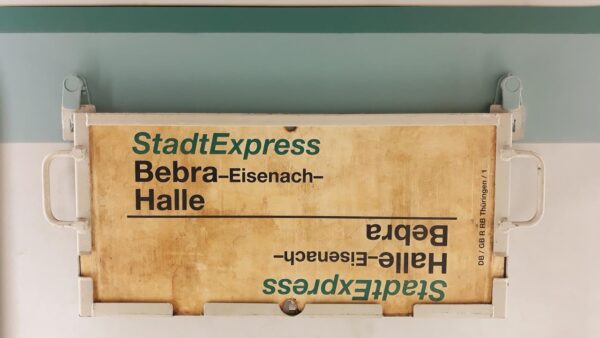 StadtExpress
Bebra–Eisenach–
Halle
StadtExpress
Halle–Eisenach–
Bebra
DB / GB R RB Thüringen / 1